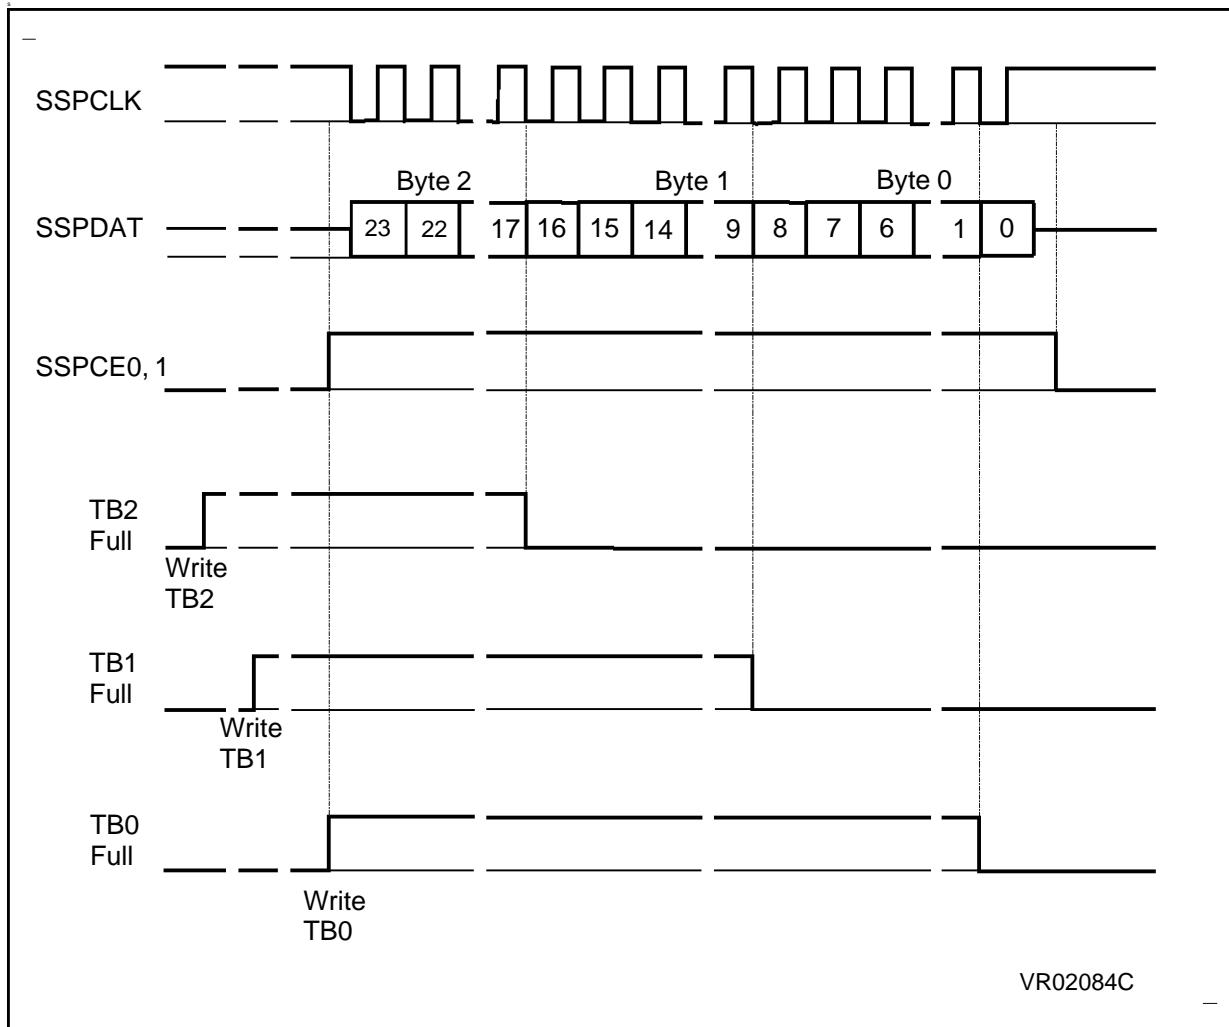 s
SSPCLK
Byte 2 Byte 1 Byte 0
SSPDAT 23 22 17 16 15 14 9 8 7 6 1 0
SSPCE0, 1
TB2
Full
Write
TB2
TB1
Full
Write
TB1
TB0
Full
Write
TB0
VR02084C